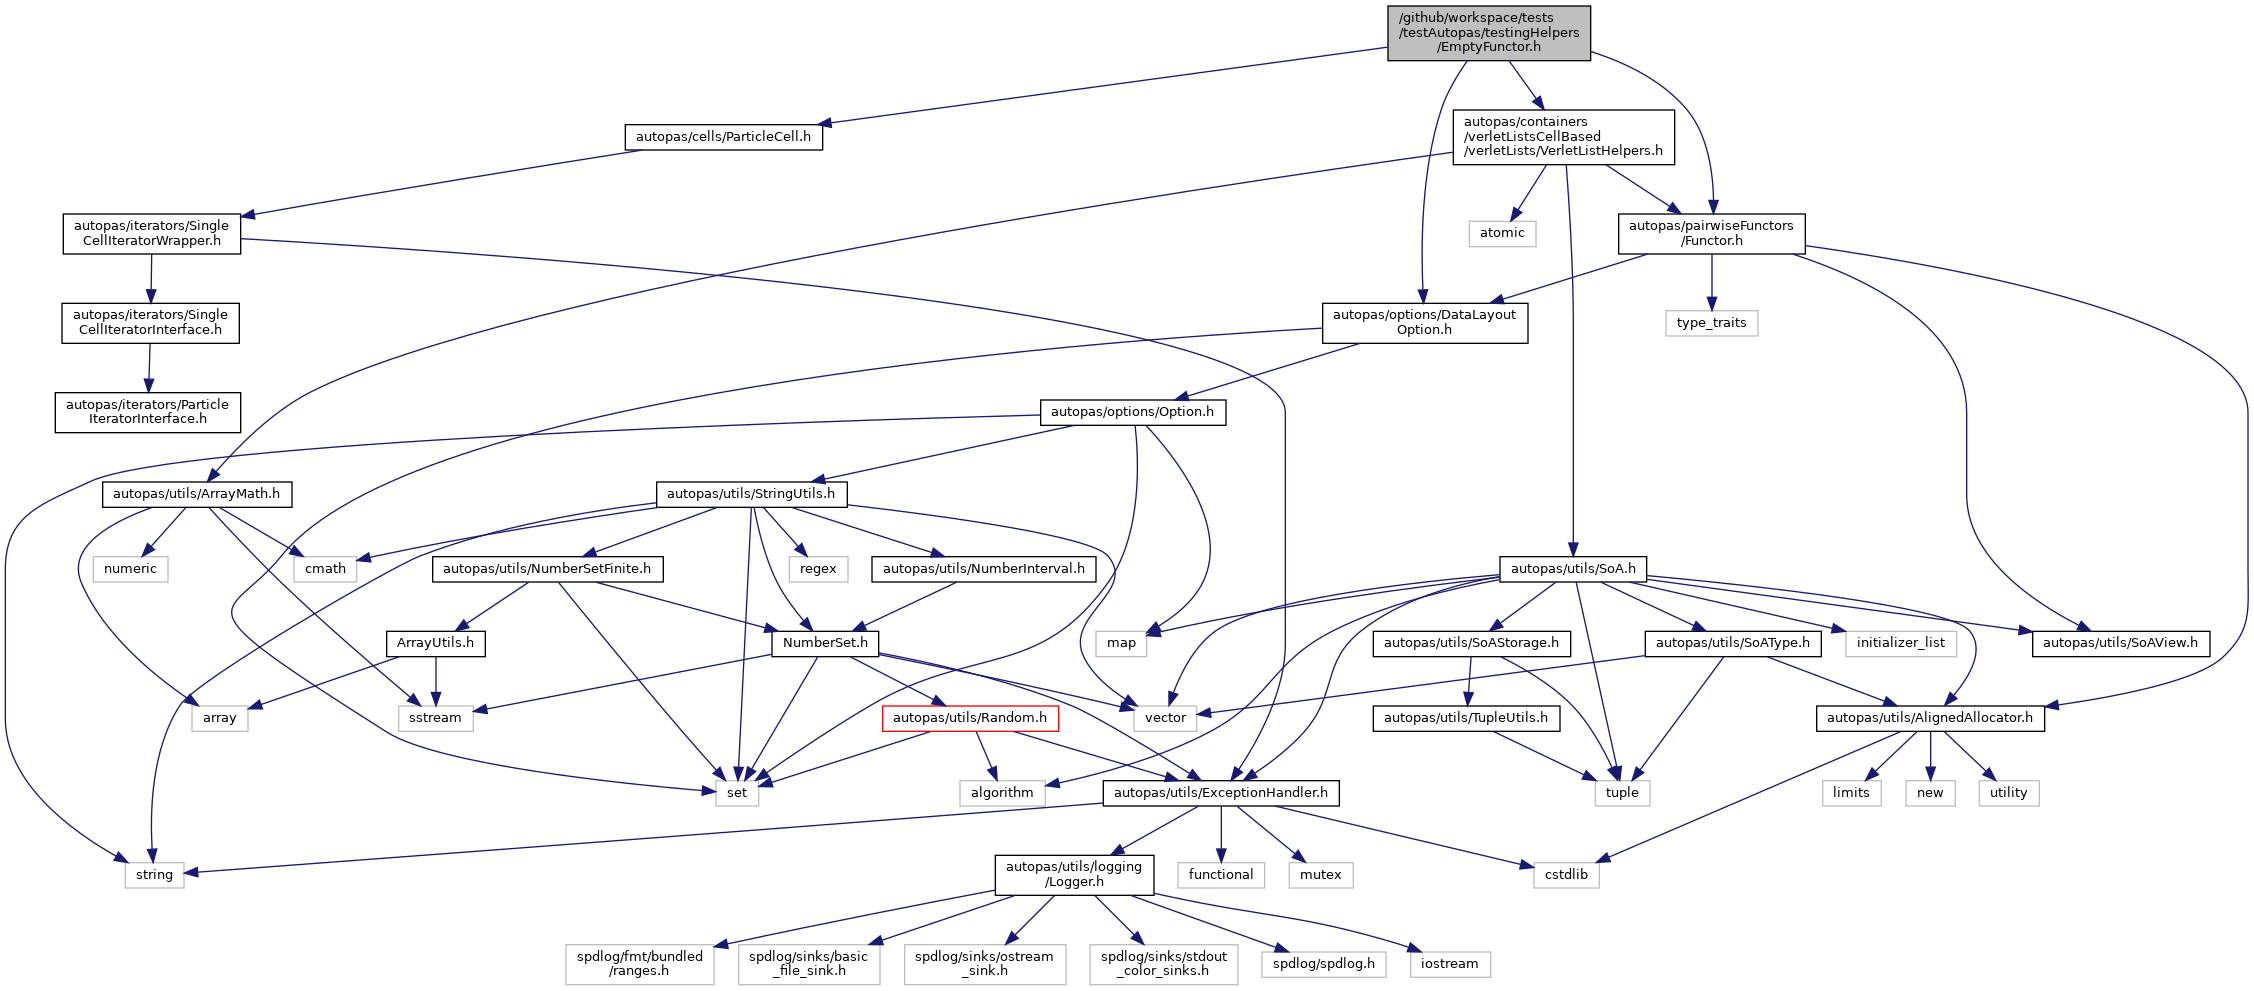 /github/workspace/tests
/testAutopas/testingHelpers
/EmptyFunctor.h
autopas/cells/ParticleCell.h
autopas/containers
/verletListsCellBased
/verletLists/VerletListHelpers.h
autopas/iterators/Single
CellIteratorWrapper.h
atomic
autopas/pairwiseFunctors
/Functor.h
autopas/iterators/Single
CellIteratorInterface.h
autopas/options/DataLayout
Option.h
type_traits
autopas/iterators/Particle
IteratorInterface.h
autopas/options/Option.h
autopas/utils/ArrayMath.h
autopas/utils/StringUtils.h
numeric
cmath
autopas/utils/NumberSetFinite.h
regex
autopas/utils/NumberInterval.h
autopas/utils/SoA.h
ArrayUtils.h
NumberSet.h
map
autopas/utils/SoAStorage.h
autopas/utils/SoAType.h
initializer_list
autopas/utils/SoAView.h
array
sstream
autopas/utils/Random.h
vector
autopas/utils/TupleUtils.h
autopas/utils/AlignedAllocator.h
set
algorithm
autopas/utils/ExceptionHandler.h
tuple
limits
new
utility
string
autopas/utils/logging
/Logger.h
functional
mutex
cstdlib
spdlog/fmt/bundled
/ranges.h
spdlog/sinks/basic
_file_sink.h
spdlog/sinks/ostream
_sink.h
spdlog/sinks/stdout
_color_sinks.h
spdlog/spdlog.h
iostream